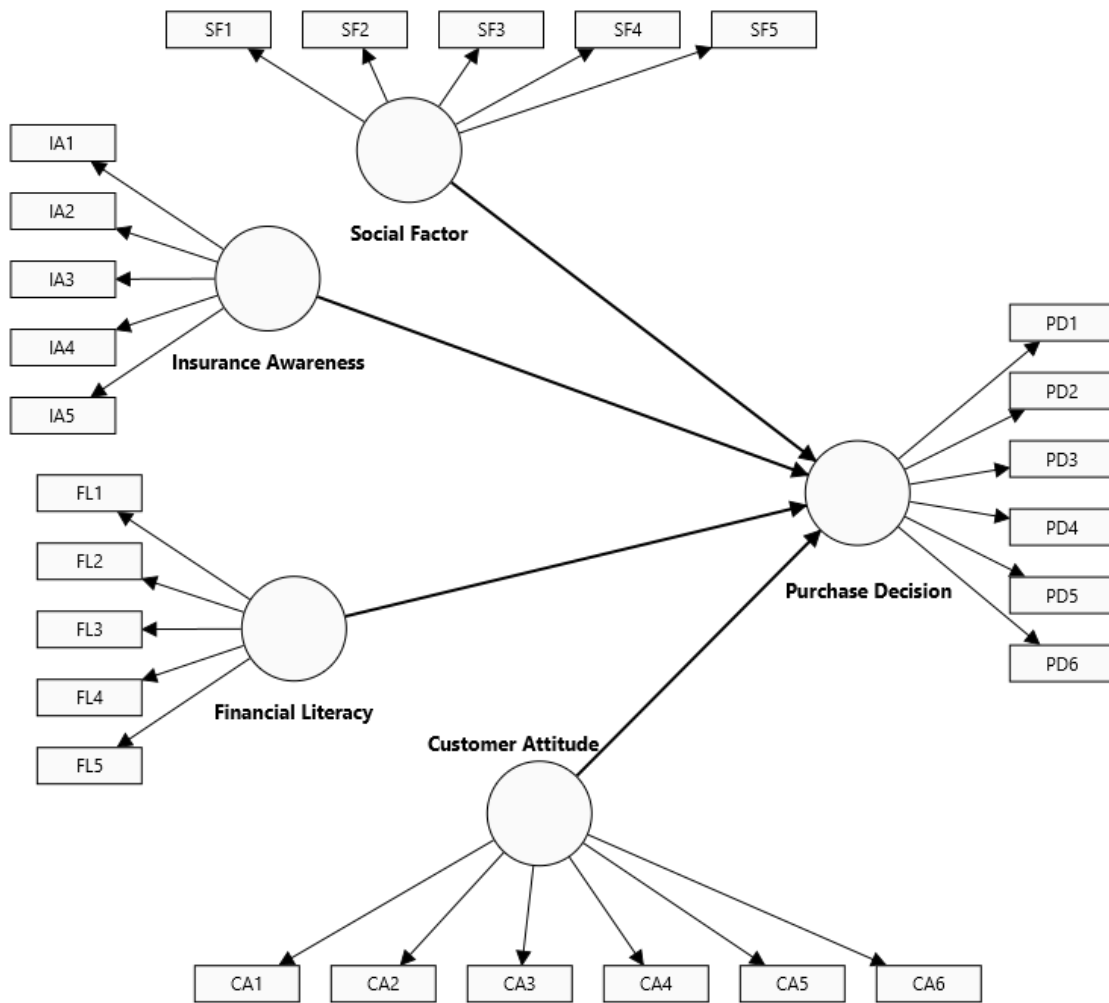 SF1
SF2
SF3
SF4
SF5
Social Factor
IA1
IA2
IA3
IA4
IA5
Insurance Awareness
FL1
FL2
FL3
FL4
FL5
Financial Literacy
PD1
PD2
PD3
PD4
PD5
PD6
Purchase Decision
Customer Attitude
CA1
CA2
CA3
CA4
CA5
CA6